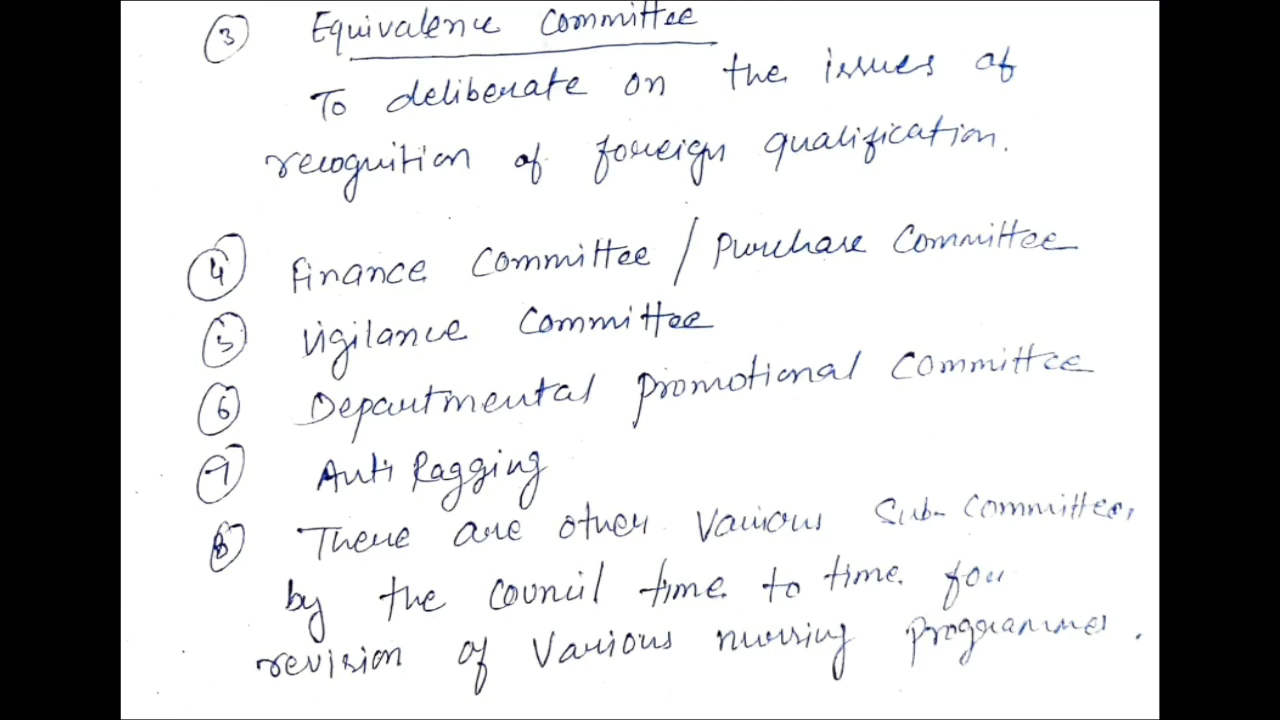 3 Equivalence Committee
To deliberate on the issues of
recognition of foreign qualification.
4 Finance Committee / Purchase Committee
5 Vigilance Committee
6 Departmental Promotional Committee
7 Anti Ragging
8 There are other various Sub-Committees
by the council time to time for
revision of various nursing programmes.